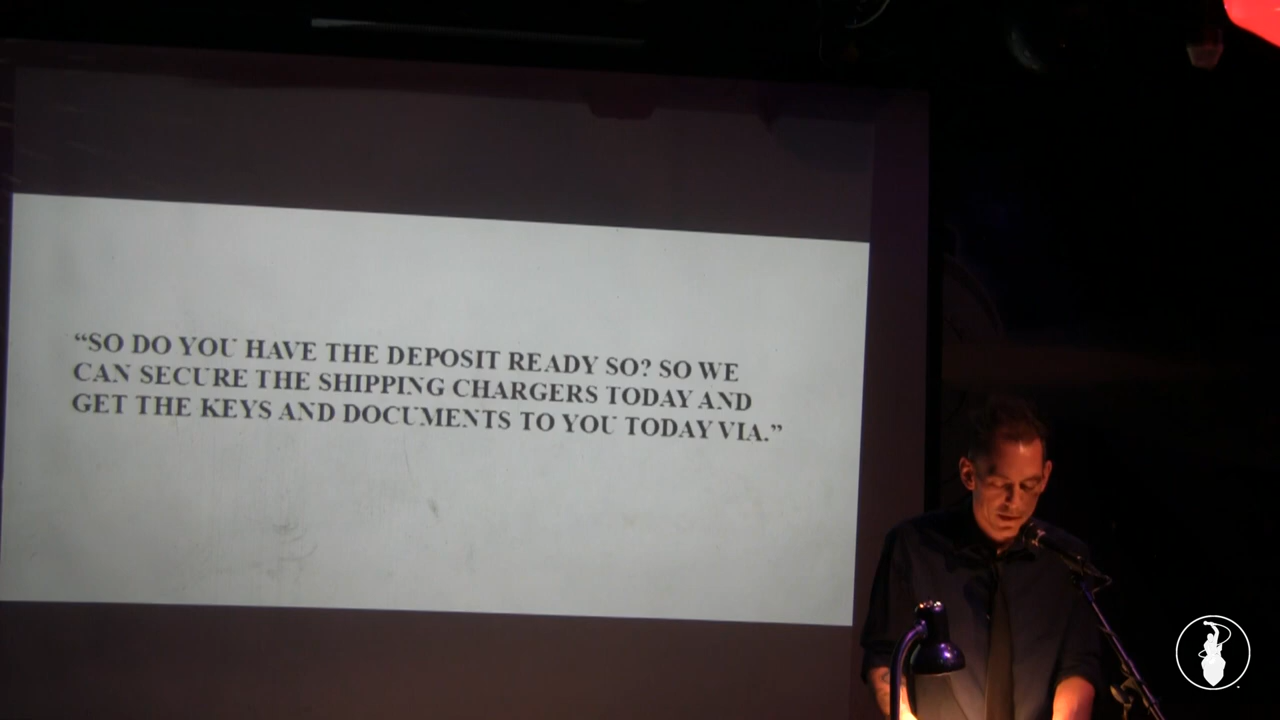 “SO DO YOU HAVE THE DEPOSIT READY SO? SO WE
CAN SECURE THE SHIPPING CHARGERS TODAY AND
GET THE KEYS AND DOCUMENTS TO YOU TODAY VIA.”